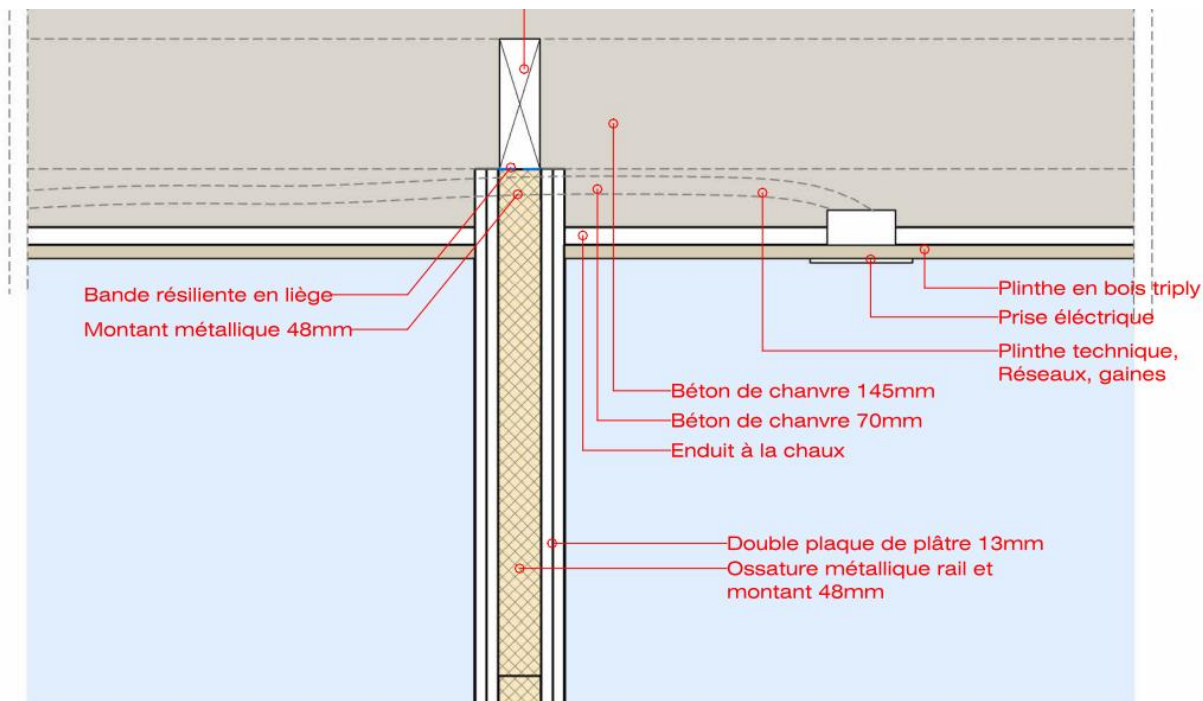 Bande résiliente en liège
Montant métallique 48mm
Plinthe en bois triply
Prise éléctrique
Plinthe technique,
Réseaux, gaines
Béton de chanvre 145mm
Béton de chanvre 70mm
Enduit à la chaux
Double plaque de plâtre 13mm
Ossature métallique rail et
montant 48mm